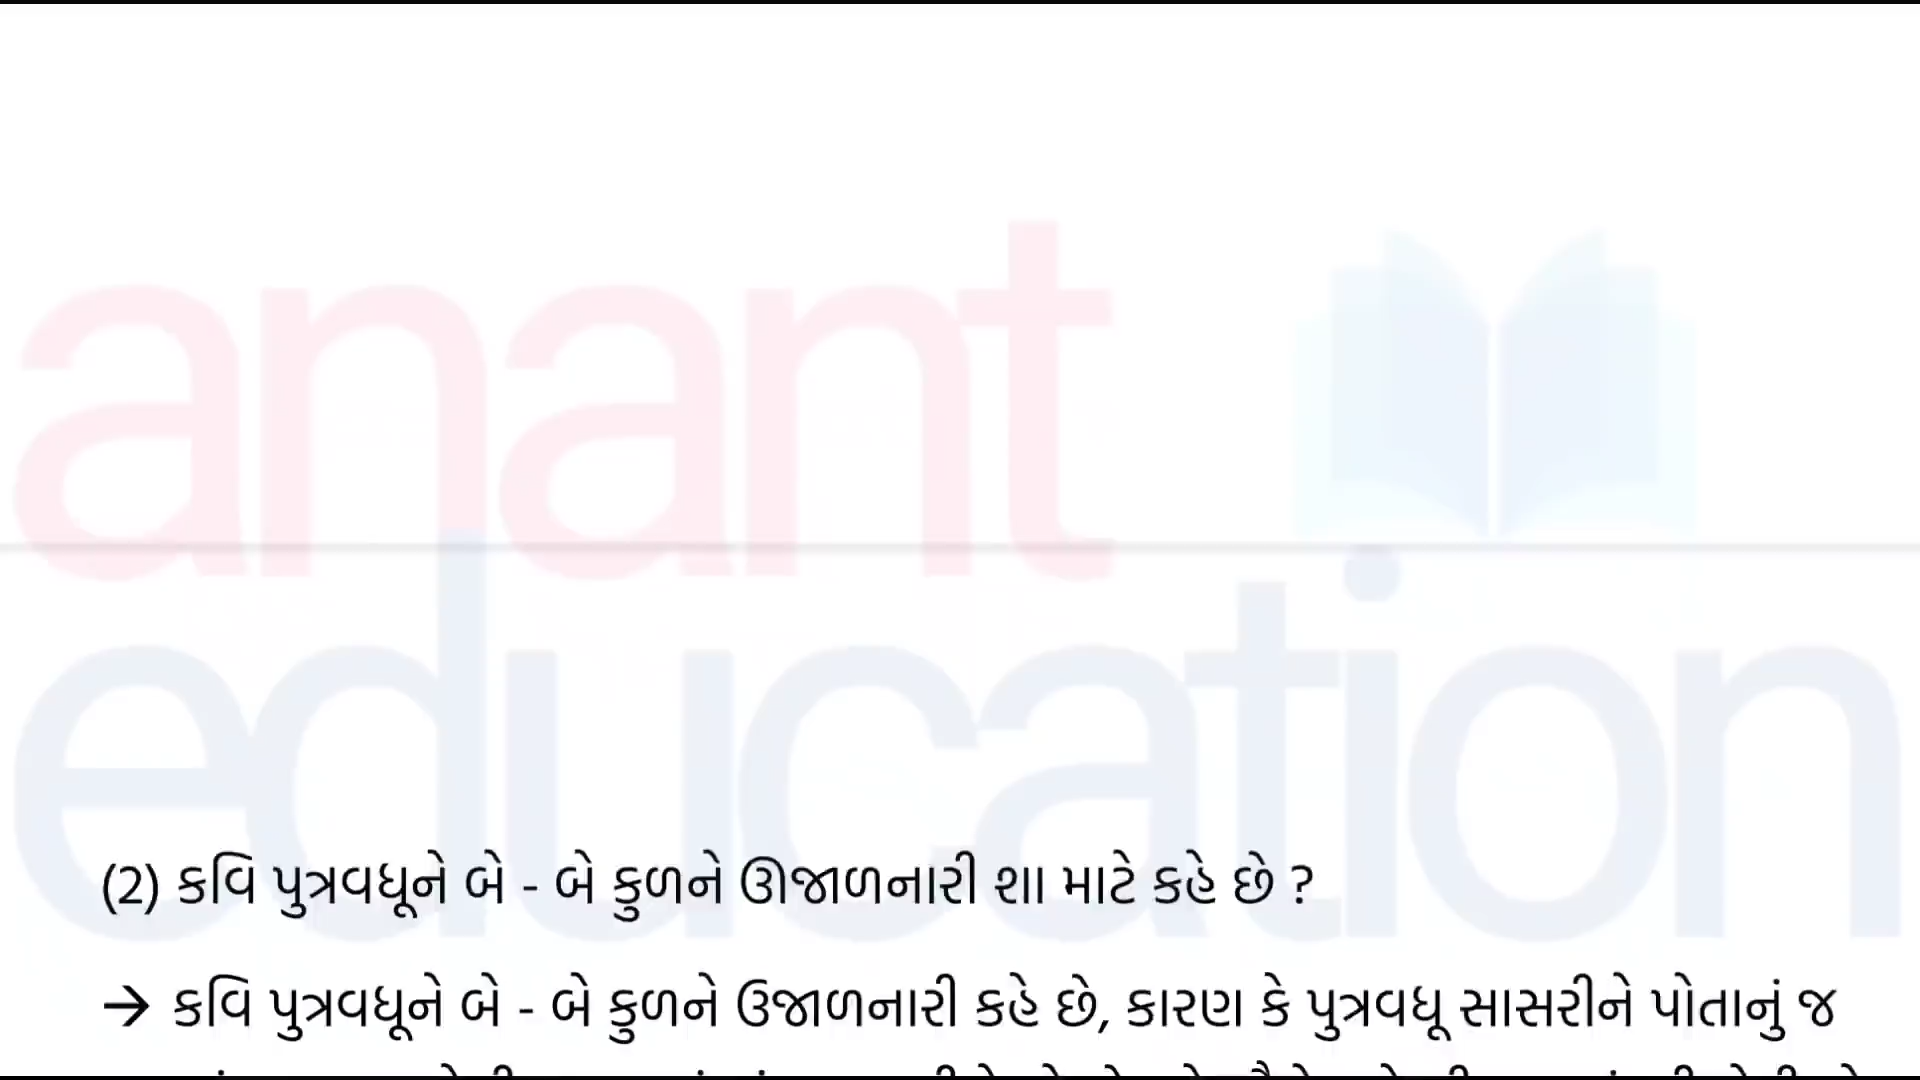 anant
education
(2) કવિ પુત્રવધૂને બે - બે કુળને ઊજાળનારી શા માટે કહે છે ?
→ કવિ પુત્રવધૂને બે - બે કુળને ઉજાળનારી કહે છે, કારણ કે પુત્રવધૂ સાસરીને પોતાનું જ